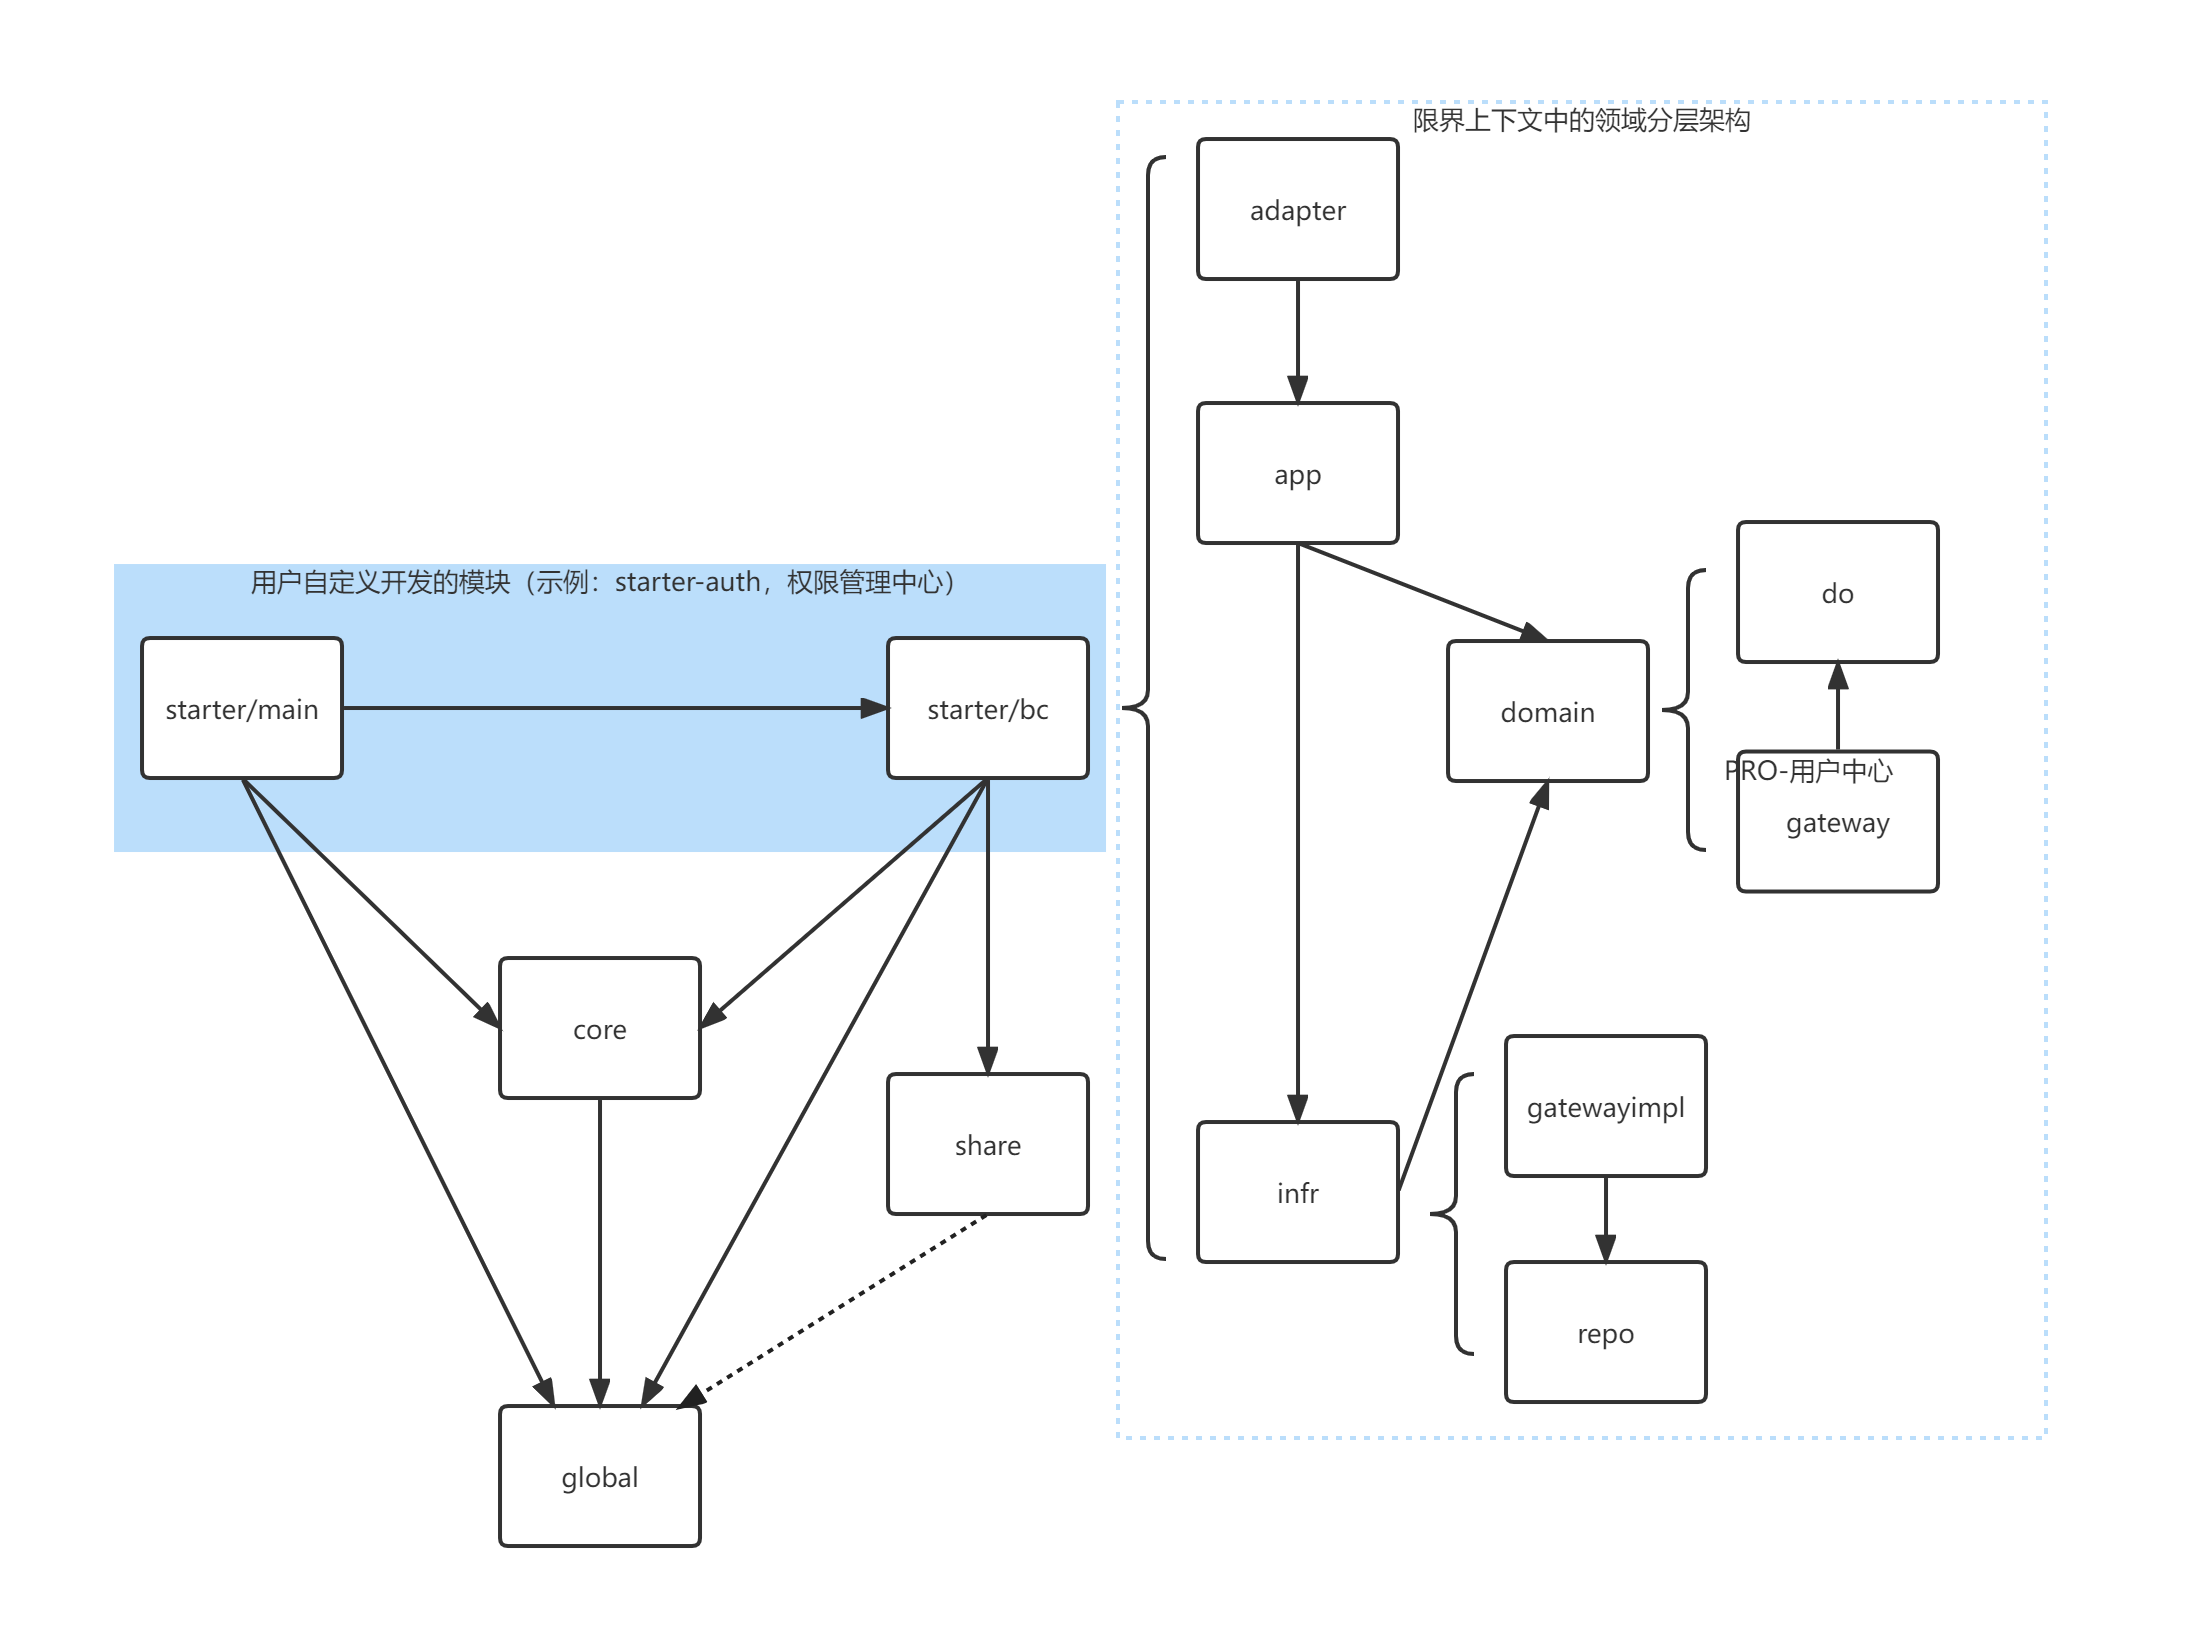 限界上下文中的领域分层架构
adapter
app
do
用户自定义开发的模块（示例：starter-auth，权限管理中心）
starter/main
starter/bc
domain
PRO-用户中心
gateway
core
gatewayimpl
share
infr
repo
global